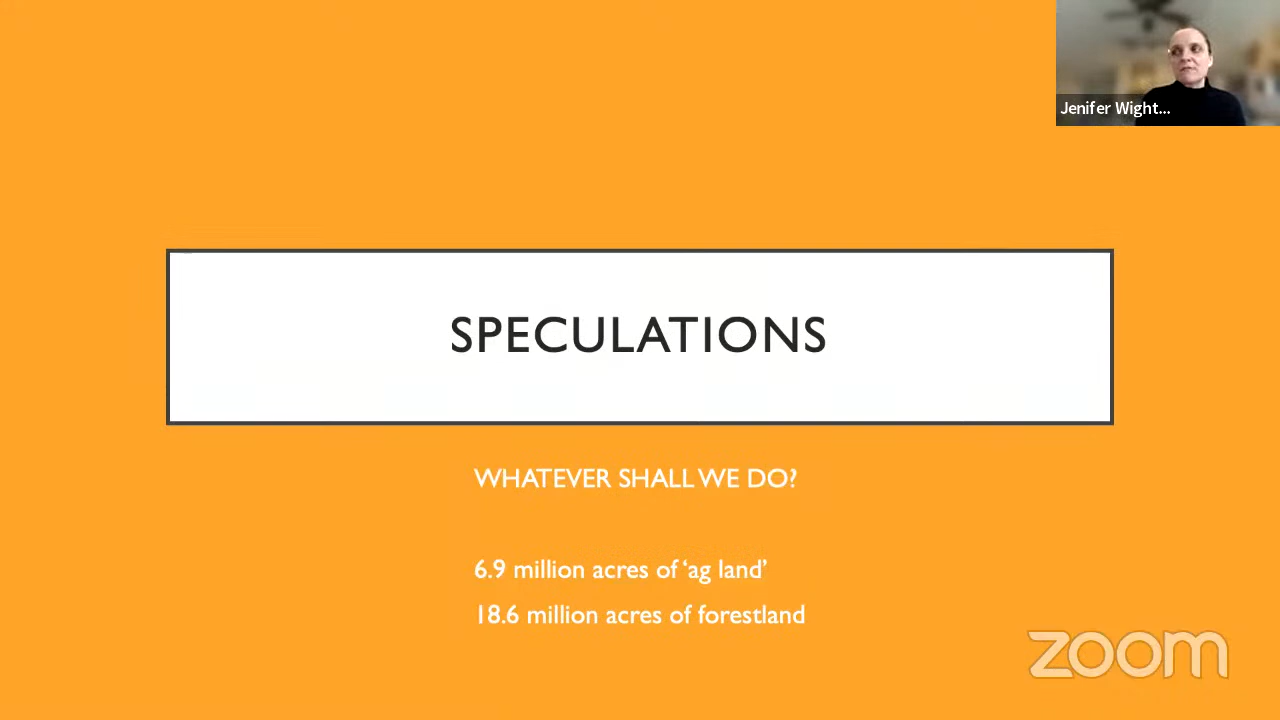 Jenifer Wight...
SPECULATIONS
WHATEVER SHALL WE DO?
6.9 million acres of ‘ag land’
18.6 million acres of forestland
zoom